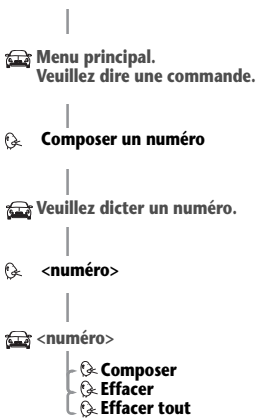 Menu principal.
Veuillez dire une commande.
Composer un numéro
Veuillez dicter un numéro.
<numéro>
<numéro>
Composer
Effacer
Effacer tout